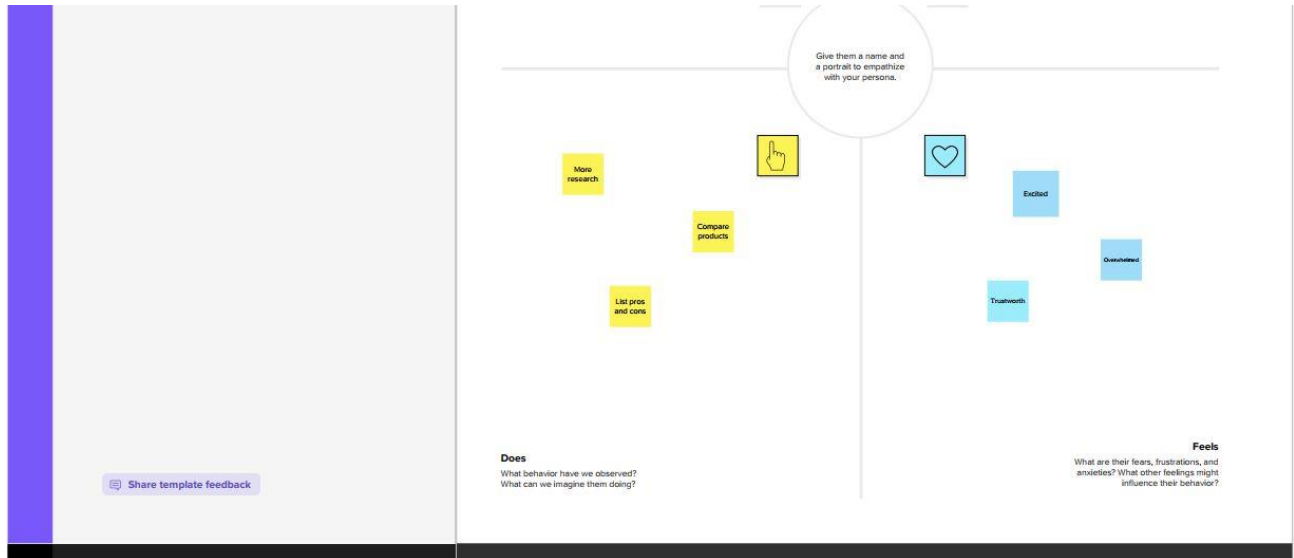 Give them a name and
a portrait to empathize
with your persona.
More
research
Compare
products
List pros
and cons
Excited
Overwhelmed
Trustworth
Does
What behavior have we observed?
What can we imagine them doing?
Feels
What are their fears, frustrations, and
anxieties? What other feelings might
influence their behavior?
Share template feedback